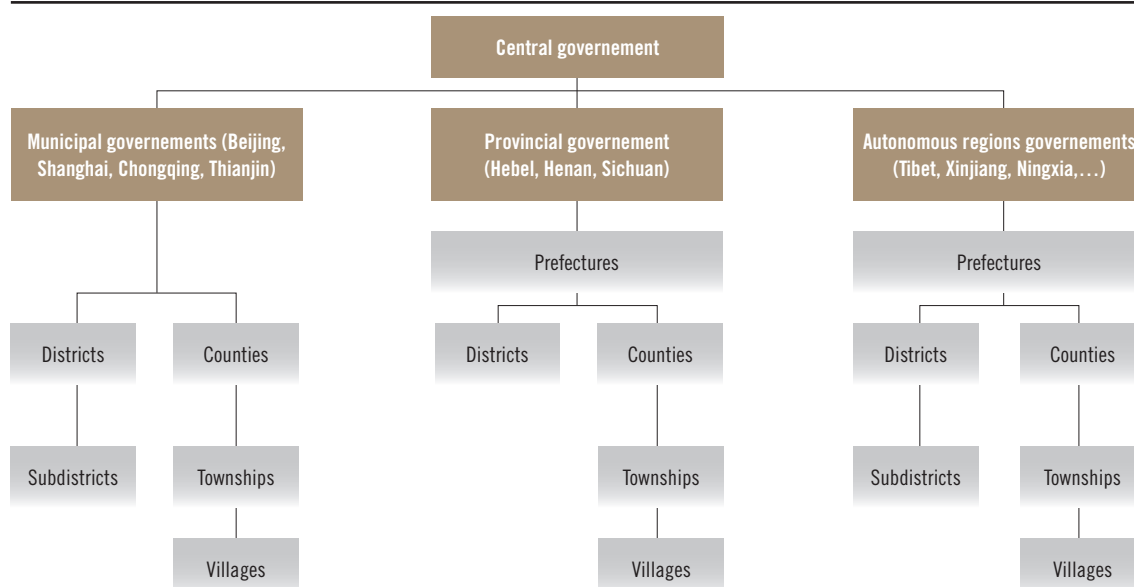 Central governement
Municipal governements (Beijing,
Shanghai, Chongqing, Thianjin)
Provincial governement
(Hebel, Henan, Sichuan)
Autonomous regions governements
(Tibet, Xinjiang, Ningxia,…)
Prefectures
Prefectures
Districts
Counties
Districts
Counties
Districts
Counties
Subdistricts
Townships
Townships
Subdistricts
Townships
Villages
Villages
Villages